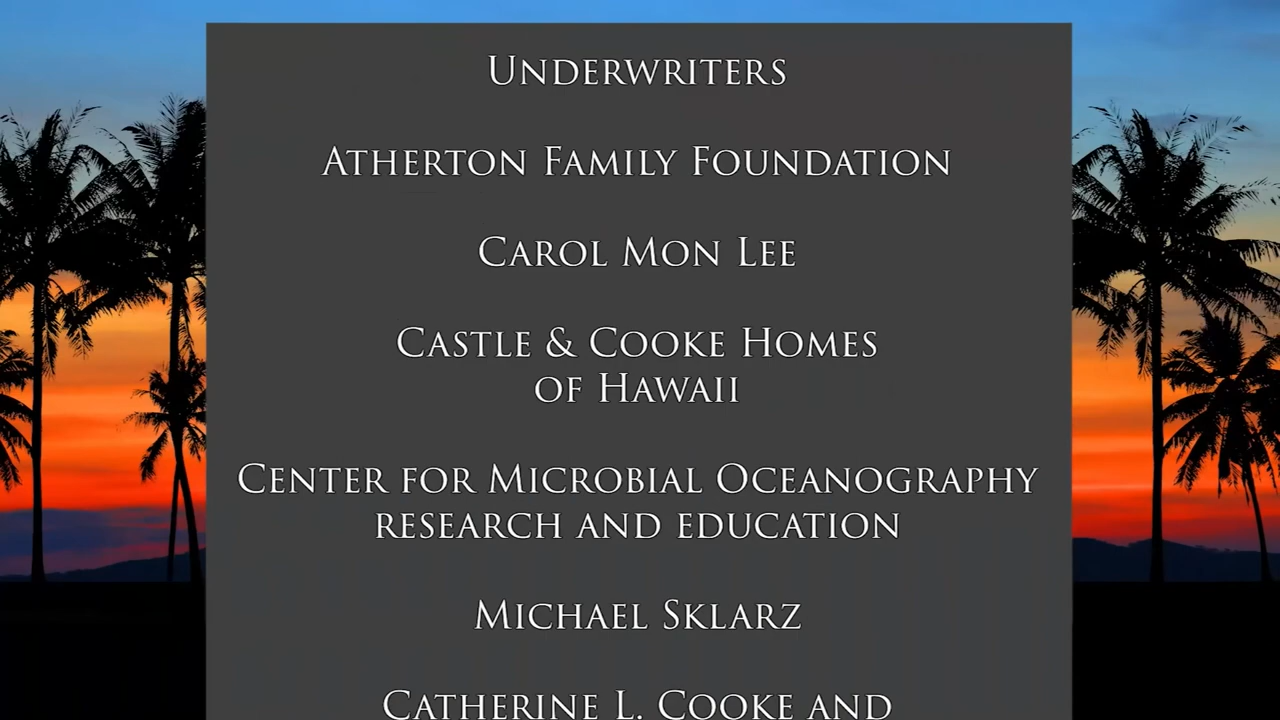 Underwriters
Atherton Family Foundation
Carol Mon Lee
Castle & Cooke Homes
of Hawaii
Center for Microbial Oceanography
research and education
Michael Sklarz
Catherine L. Cooke and